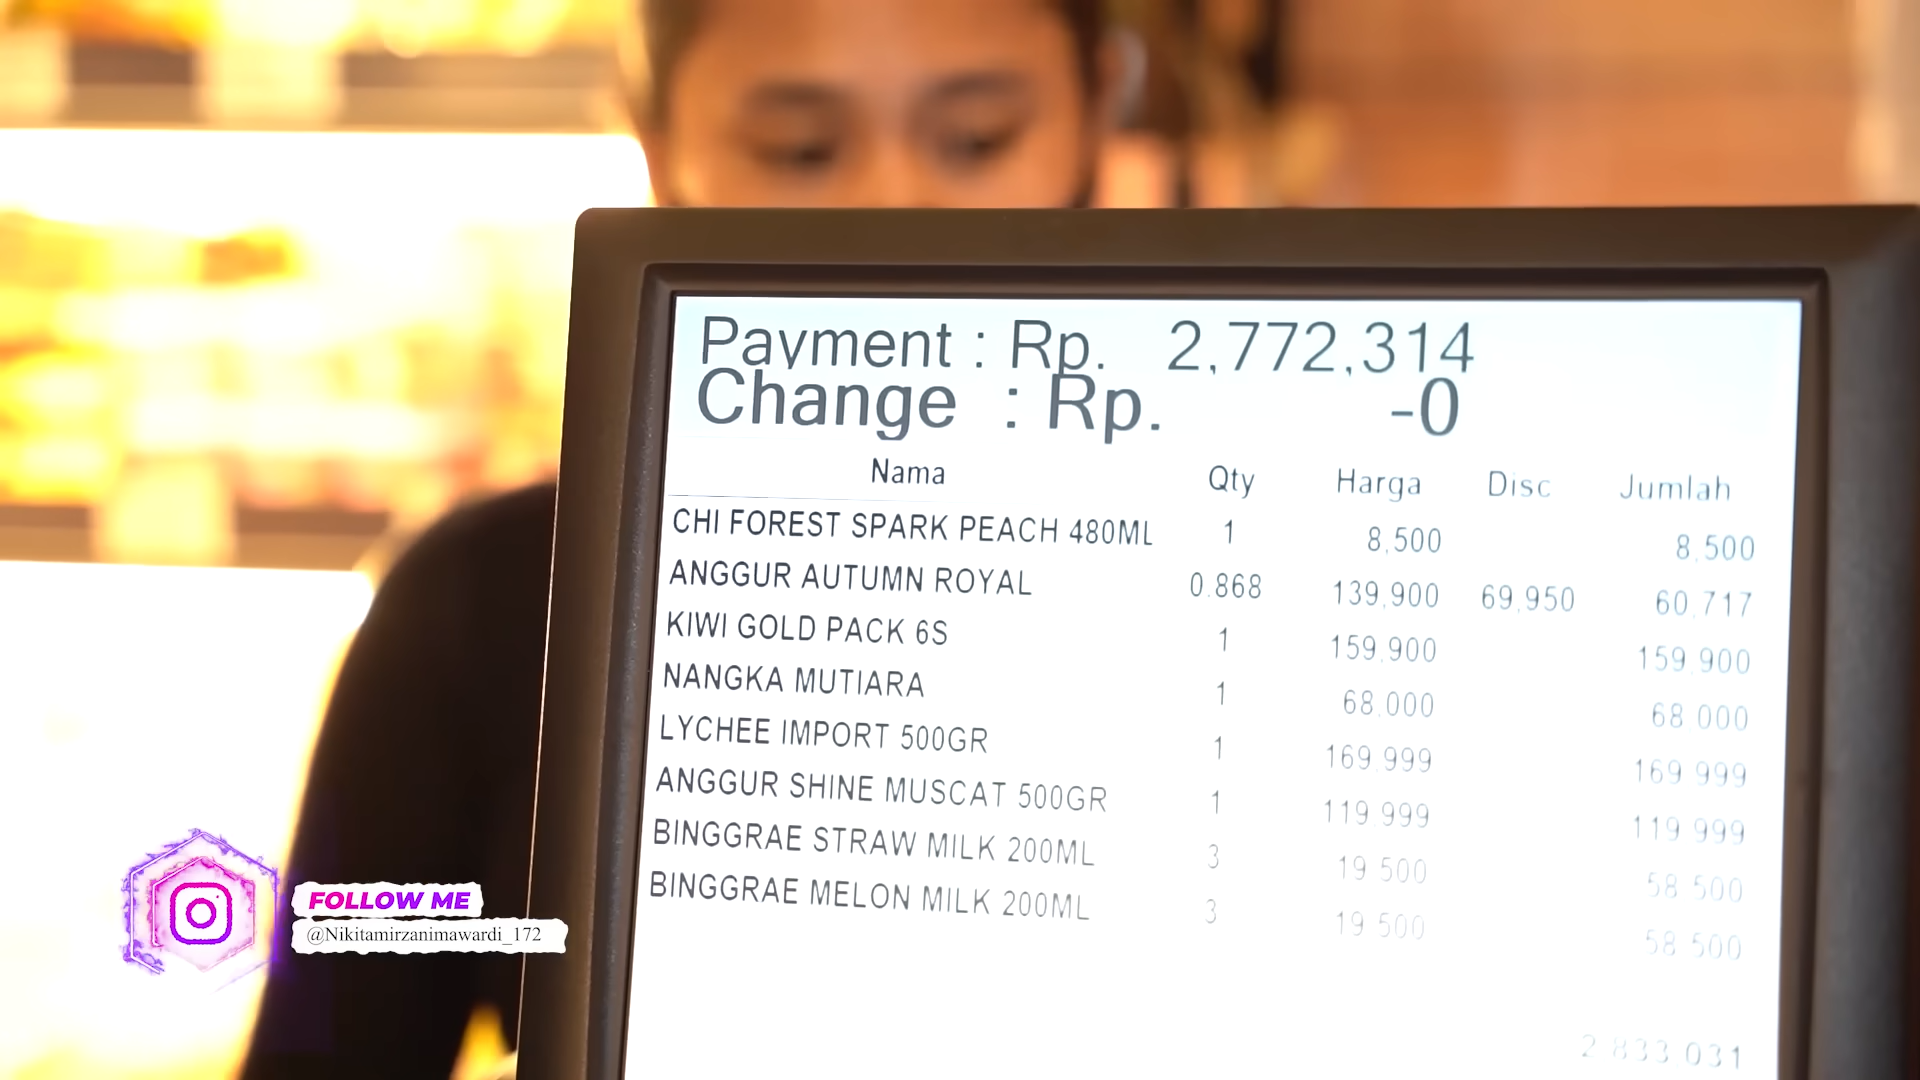 Payment : Rp. 2,772,314
Change : Rp. -0
Nama Qty Harga Disc Jumlah
CHI FOREST SPARK PEACH 480ML 1 8,500 8,500
ANGGUR AUTUMN ROYAL 0.868 139,900 69,950 60,717
KIWI GOLD PACK 6S 1 159,900 159,900
NANGKA MUTIARA 1 68,000 68,000
LYCHEE IMPORT 500GR 1 169,999 169,999
ANGGUR SHINE MUSCAT 500GR 1 119,999 119,999
BINGGRAE STRAW MILK 200ML 3 19,500 58,500
BINGGRAE MELON MILK 200ML 3 19,500 58,500
2,833,031
FOLLOW ME
@Nikitamirzanimawardi_172